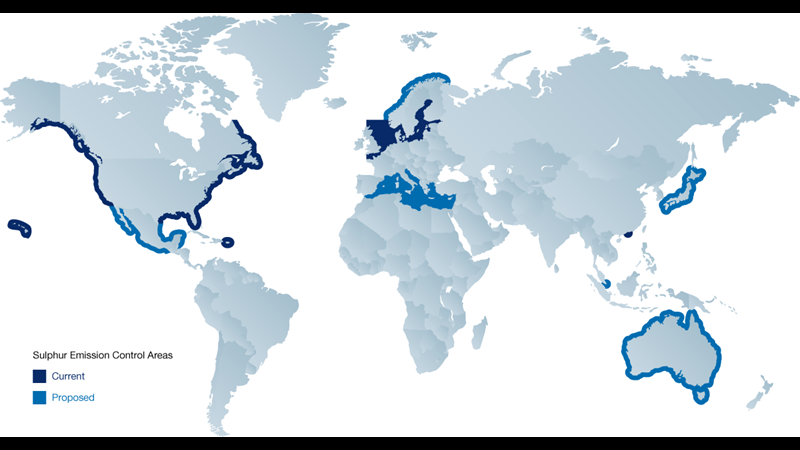 Sulphur Emission Control Areas
Current
Proposed